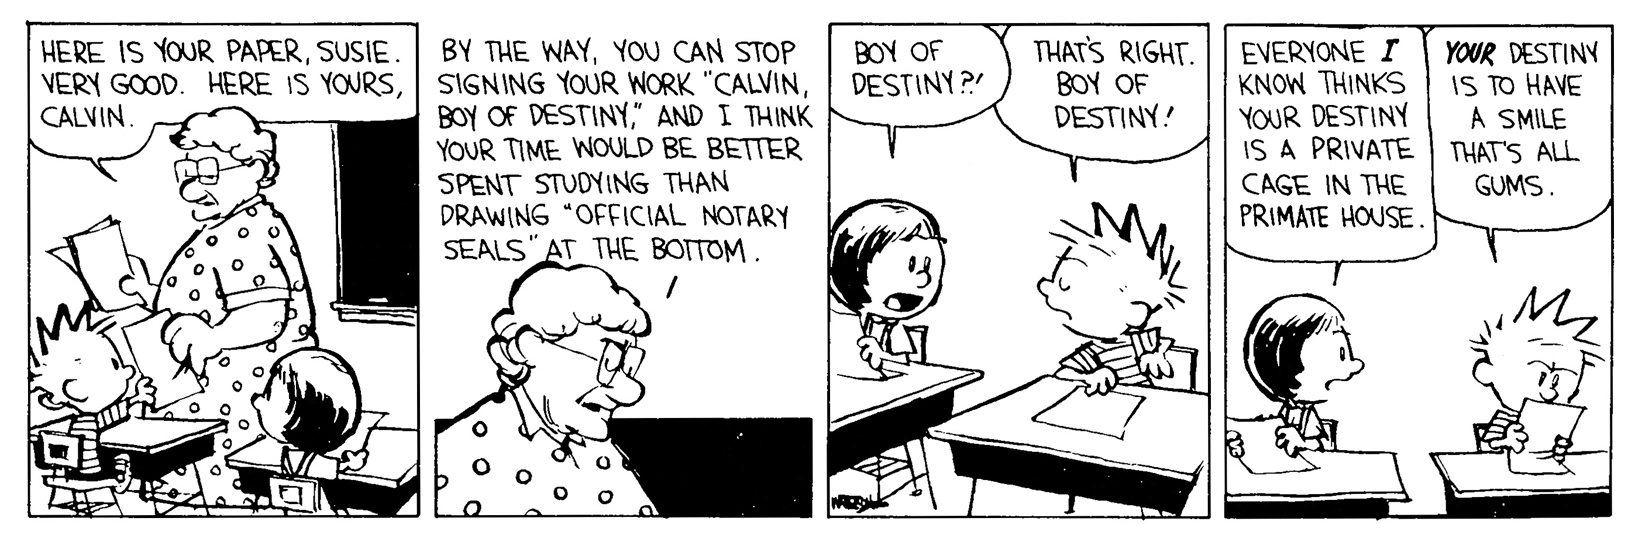 HERE IS YOUR PAPER, SUSIE.
VERY GOOD. HERE IS YOURS,
CALVIN.
BY THE WAY, YOU CAN STOP
SIGNING YOUR WORK "CALVIN,
BOY OF DESTINY," AND I THINK
YOUR TIME WOULD BE BETTER
SPENT STUDYING THAN
DRAWING "OFFICIAL NOTARY
SEALS" AT THE BOTTOM.
BOY OF
DESTINY?!
THAT'S RIGHT.
BOY OF
DESTINY!
EVERYONE I
KNOW THINKS
YOUR DESTINY
IS A PRIVATE
CAGE IN THE
PRIMATE HOUSE.
YOUR DESTINY
IS TO HAVE
A SMILE
THAT'S ALL
GUMS.